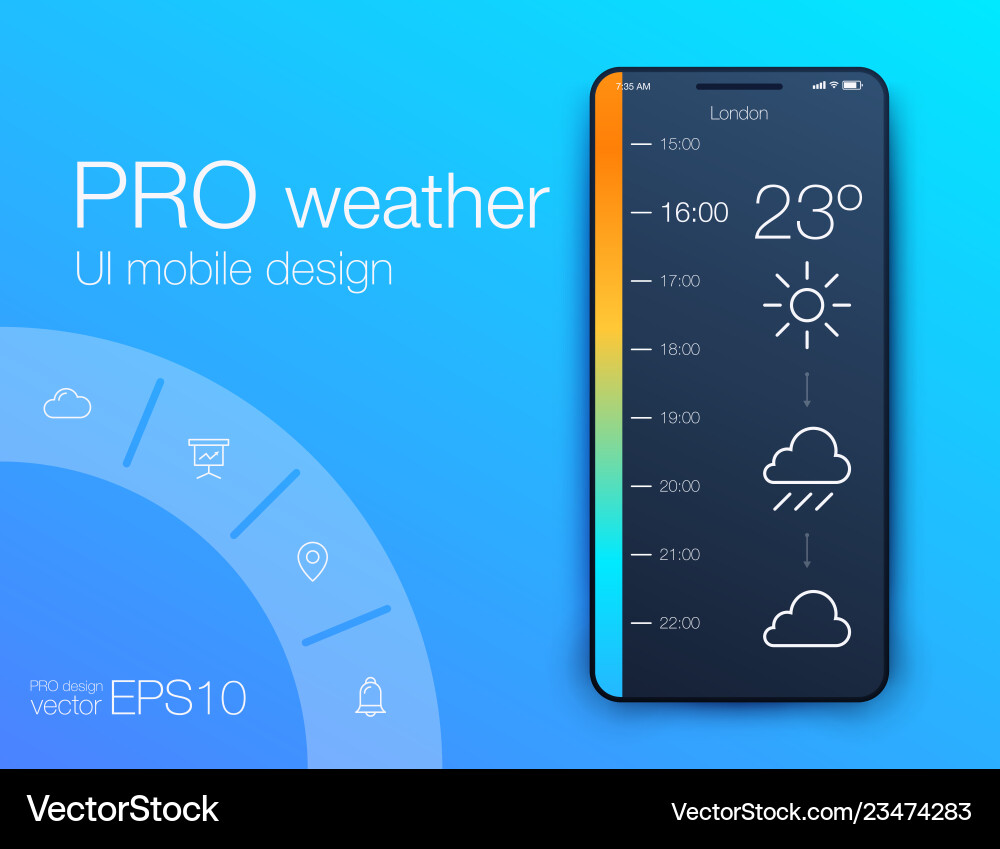 PRO weather
UI mobile design
7:35 AM
London
15:00
16:00
23°
17:00
18:00
19:00
20:00
21:00
22:00
PRO design
vector EPS10
VectorStock
VectorStock.com/23474283